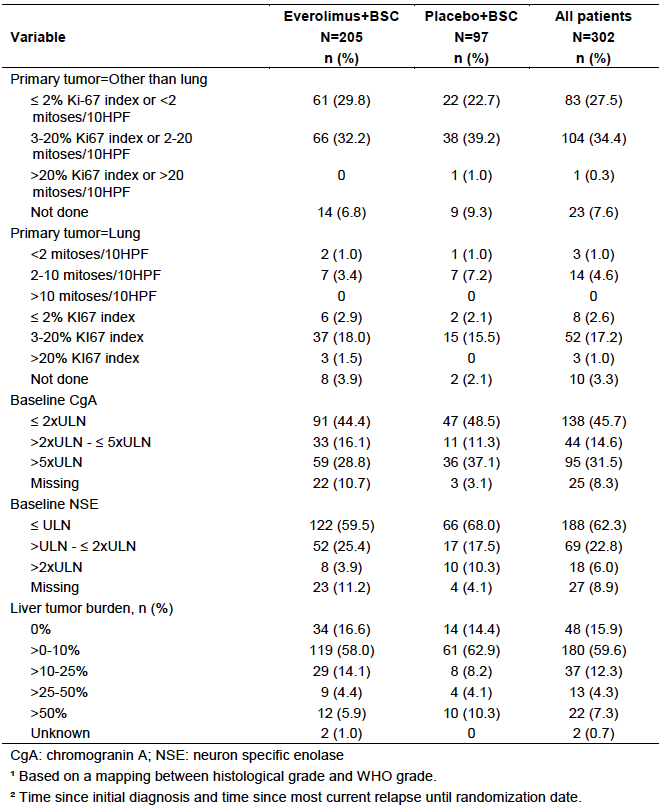 Everolimus+BSC Placebo+BSC All patients
Variable N=205 N=97 N=302
n (%) n (%) n (%)
Primary tumor=Other than lung
≤ 2% Ki-67 index or <2 61 (29.8) 22 (22.7) 83 (27.5)
mitoses/10HPF
3-20% Ki67 index or 2-20 66 (32.2) 38 (39.2) 104 (34.4)
mitoses/10HPF
>20% Ki67 index or >20 0 1 (1.0) 1 (0.3)
mitoses/10HPF
Not done 14 (6.8) 9 (9.3) 23 (7.6)
Primary tumor=Lung
<2 mitoses/10HPF 2 (1.0) 1 (1.0) 3 (1.0)
2-10 mitoses/10HPF 7 (3.4) 7 (7.2) 14 (4.6)
>10 mitoses/10HPF 0 0 0
≤ 2% KI67 index 6 (2.9) 2 (2.1) 8 (2.6)
3-20% KI67 index 37 (18.0) 15 (15.5) 52 (17.2)
>20% KI67 index 3 (1.5) 0 3 (1.0)
Not done 8 (3.9) 2 (2.1) 10 (3.3)
Baseline CgA
≤ 2xULN 91 (44.4) 47 (48.5) 138 (45.7)
>2xULN - ≤ 5xULN 33 (16.1) 11 (11.3) 44 (14.6)
>5xULN 59 (28.8) 36 (37.1) 95 (31.5)
Missing 22 (10.7) 3 (3.1) 25 (8.3)
Baseline NSE
≤ ULN 122 (59.5) 66 (68.0) 188 (62.3)
>ULN - ≤ 2xULN 52 (25.4) 17 (17.5) 69 (22.8)
>2xULN 8 (3.9) 10 (10.3) 18 (6.0)
Missing 23 (11.2) 4 (4.1) 27 (8.9)
Liver tumor burden, n (%)
0% 34 (16.6) 14 (14.4) 48 (15.9)
>0-10% 119 (58.0) 61 (62.9) 180 (59.6)
>10-25% 29 (14.1) 8 (8.2) 37 (12.3)
>25-50% 9 (4.4) 4 (4.1) 13 (4.3)
>50% 12 (5.9) 10 (10.3) 22 (7.3)
Unknown 2 (1.0) 0 2 (0.7)
CgA: chromogranin A; NSE: neuron specific enolase
¹ Based on a mapping between histological grade and WHO grade.
² Time since initial diagnosis and time since most current relapse until randomization date.